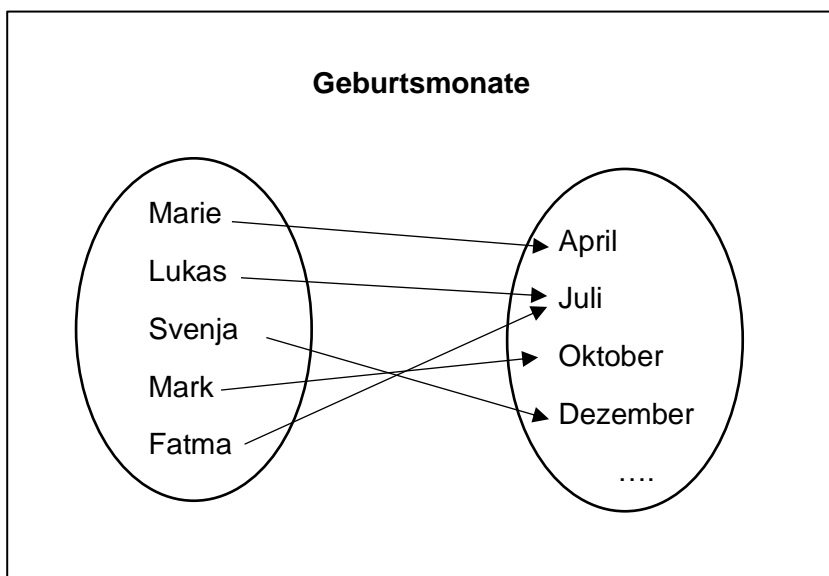 Geburtsmonate
Marie
Lukas
Svenja
Mark
Fatma
April
Juli
Oktober
Dezember
....